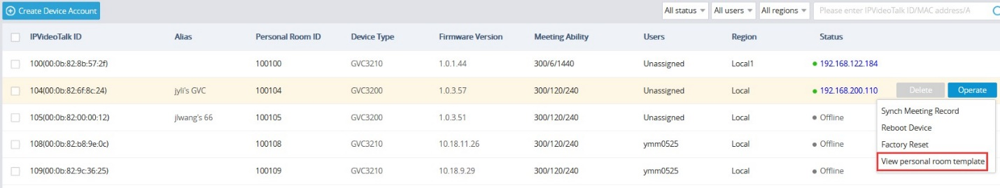 Create Device Account All status All users All regions Please enter IPVideoTalk ID/MAC address/A
IPVideoTalk ID Alias Personal Room ID Device Type Firmware Version Meeting Ability Users Region Status
100(00:0b:82:8b:57:2f) 100100 GVC3210 1.0.1.44 300/6/1440 Unassigned Local1 192.168.122.184
104(00:0b:82:6f:8c:24) jyli's GVC 100104 GVC3200 1.0.3.57 300/120/240 Unassigned Local 192.168.200.110 Delete Operate
105(00:0b:82:00:00:12) jlwang's 66 100105 GVC3200 1.0.3.51 300/120/240 Unassigned Local Offline
Synch Meeting Record
Reboot Device
108(00:0b:82:b8:9e:0c) 100108 GVC3210 10.18.11.26 300/120/240 ymm0525 Local Offline
Factory Reset
View personal room template
109(00:0b:82:9c:36:25) 100109 GVC3210 10.18.9.29 300/120/240 ymm0525 Local Offline